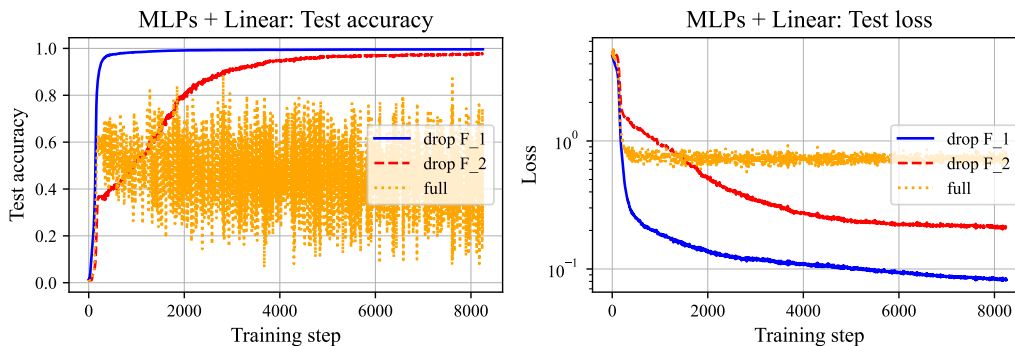 MLPs + Linear: Test accuracy
Test accuracy
1.0
0.8
0.6
0.4
0.2
0.0
0
2000
4000
6000
8000
Training step
drop F_1
drop F_2
full
MLPs + Linear: Test loss
Loss
10^0
10^-1
0
2000
4000
6000
8000
Training step
drop F_1
drop F_2
full